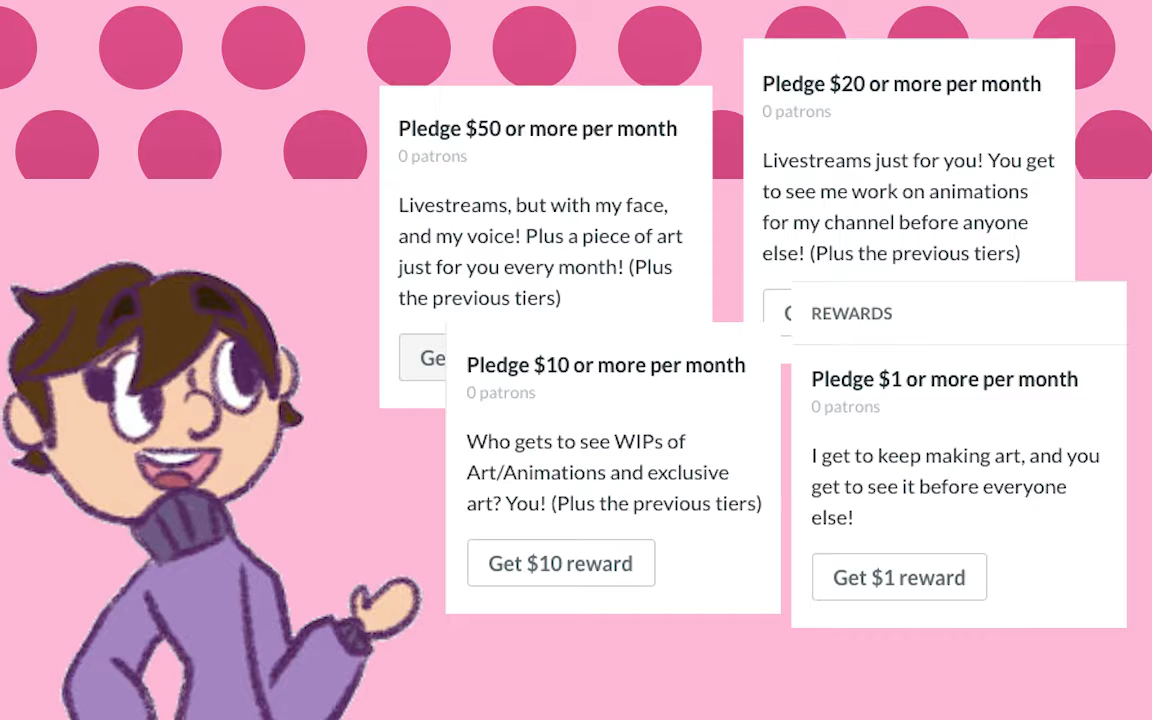 Pledge $50 or more per month
0 patrons
Livestreams, but with my face,
and my voice! Plus a piece of art
just for you every month! (Plus
the previous tiers)
Ge
Pledge $20 or more per month
0 patrons
Livestreams just for you! You get
to see me work on animations
for my channel before anyone
else! (Plus the previous tiers)
Pledge $10 or more per month
0 patrons
Who gets to see WIPs of
Art/Animations and exclusive
art? You! (Plus the previous tiers)
Get $10 reward
REWARDS
Pledge $1 or more per month
0 patrons
I get to keep making art, and you
get to see it before everyone
else!
Get $1 reward